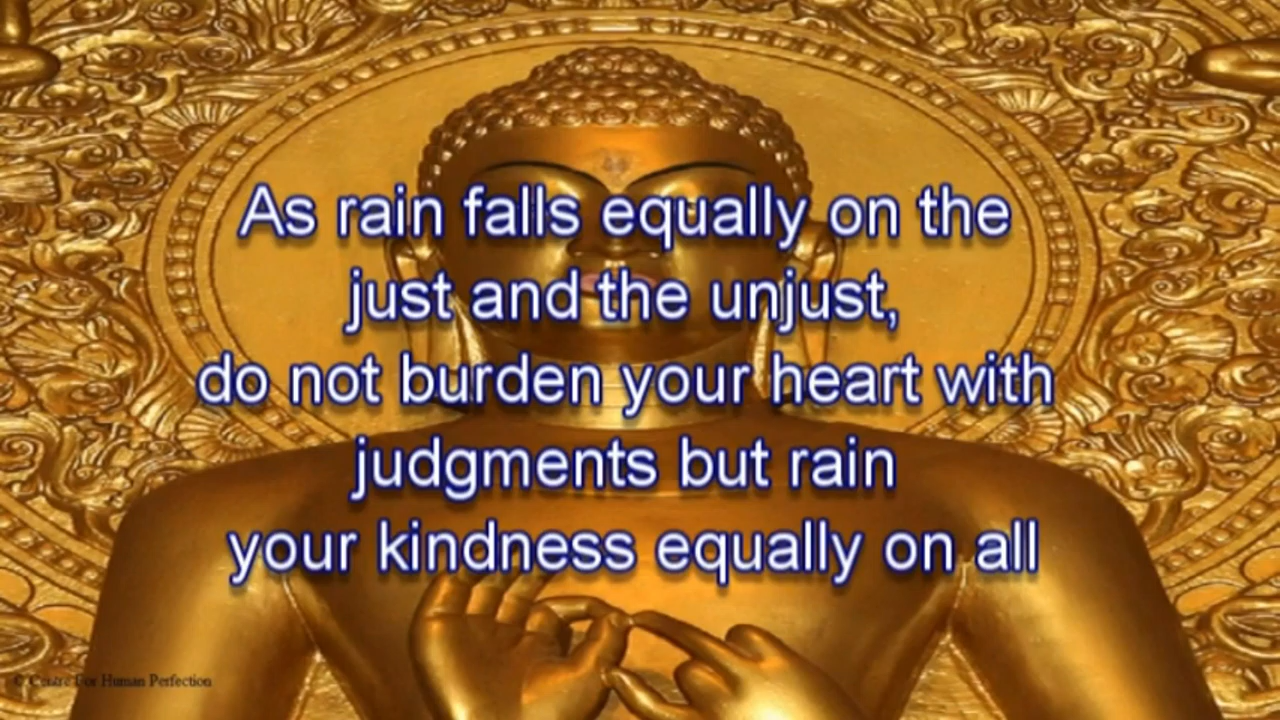 As rain falls equally on the
just and the unjust,
do not burden your heart with
judgments but rain
your kindness equally on all
© Centre For Human Perfection